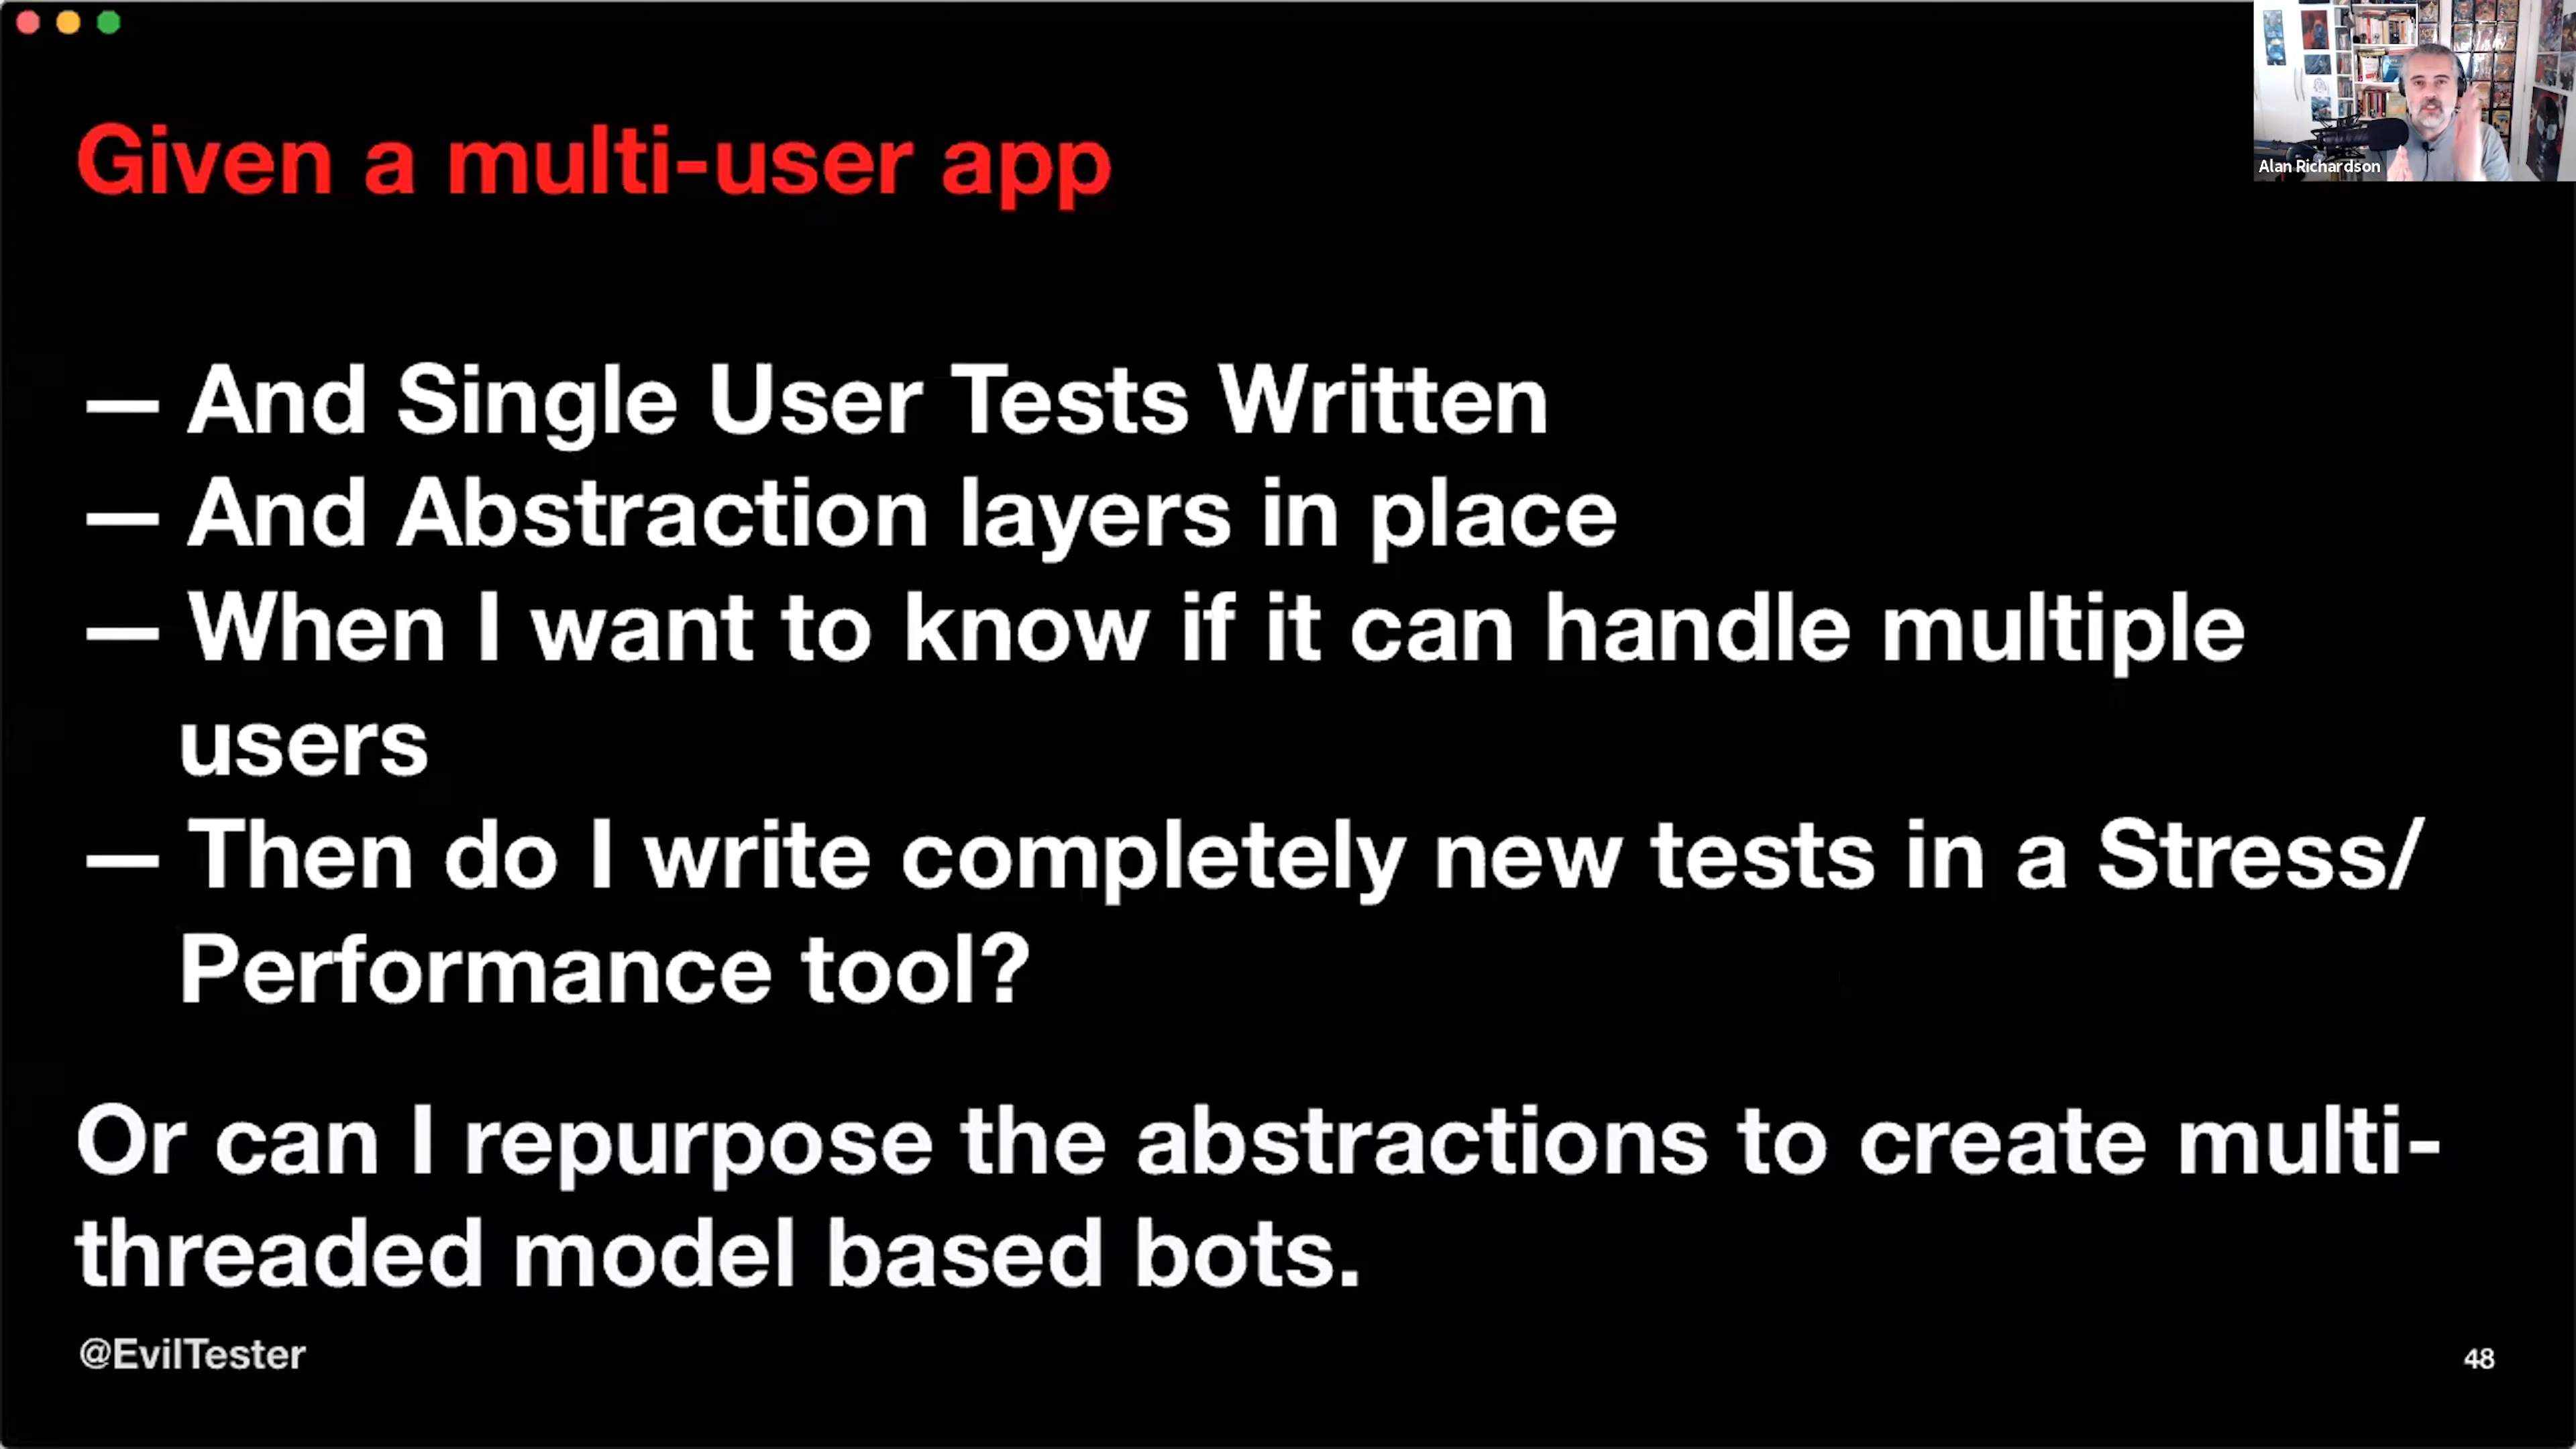 Given a multi-user app
Alan Richardson
— And Single User Tests Written
— And Abstraction layers in place
— When I want to know if it can handle multiple
users
— Then do I write completely new tests in a Stress/
Performance tool?
Or can I repurpose the abstractions to create multi-
threaded model based bots.
@EvilTester
48